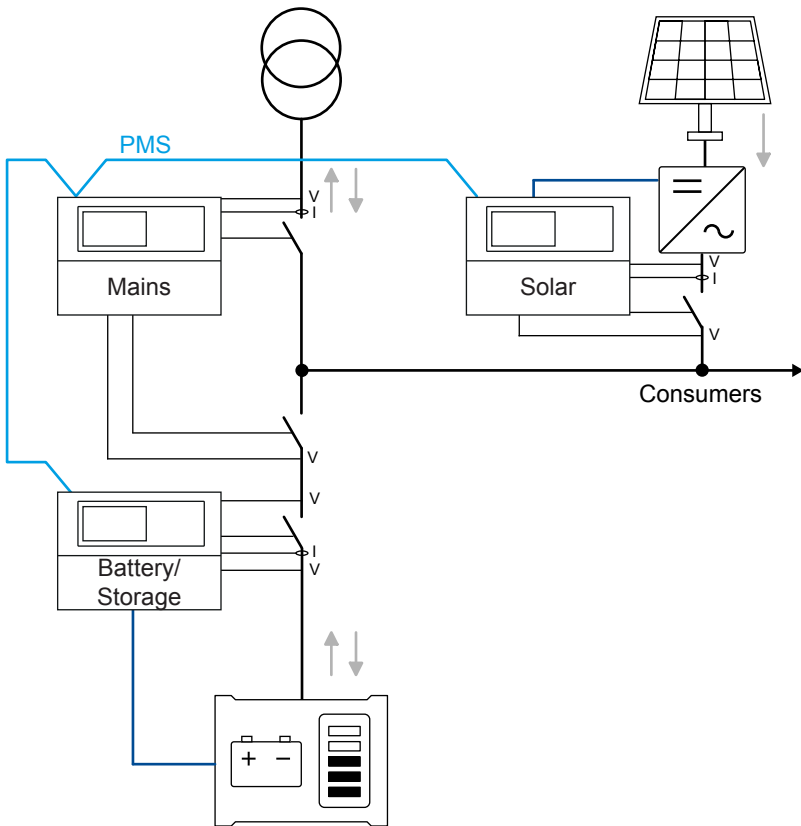 PMS
V
I
Mains
Solar
V
I
V
Consumers
V
V
I
V
Battery/
Storage
+ −